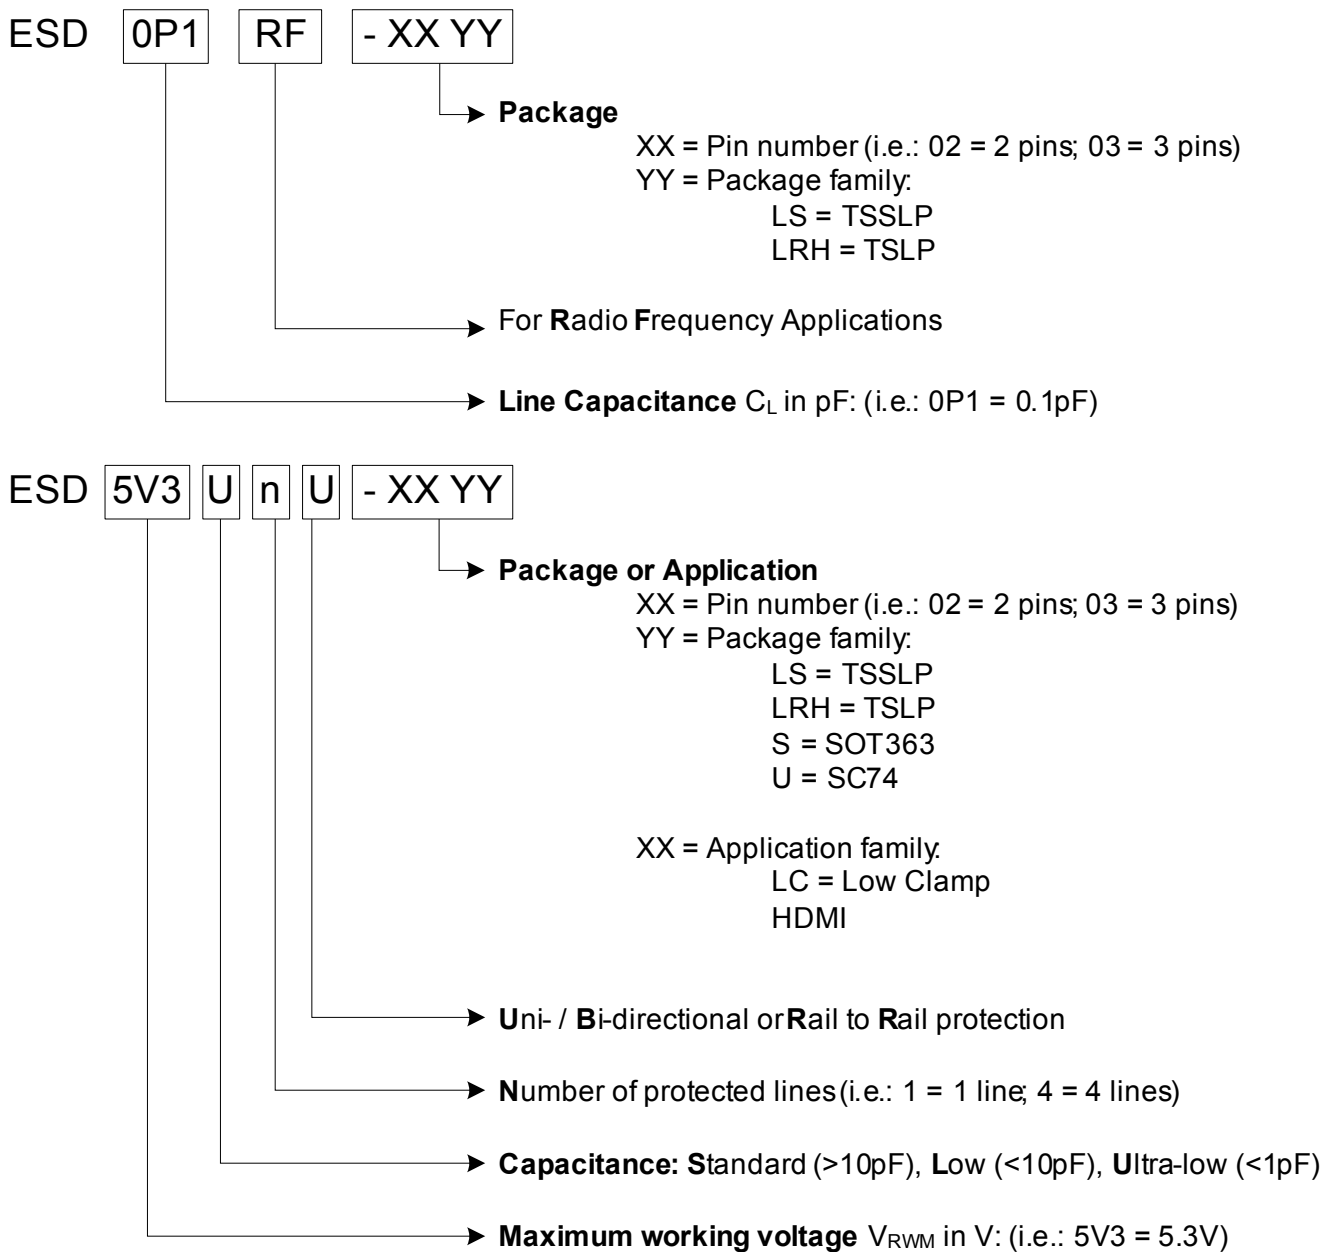 ESD 0P1 RF - XX YY
Package
XX = Pin number (i.e.: 02 = 2 pins; 03 = 3 pins)
YY = Package family:
LS = TSSLP
LRH = TSLP
For Radio Frequency Applications
Line Capacitance CL in pF: (i.e.: 0P1 = 0.1pF)
ESD 5V3 U n U - XX YY
Package or Application
XX = Pin number (i.e.: 02 = 2 pins; 03 = 3 pins)
YY = Package family:
LS = TSSLP
LRH = TSLP
S = SOT363
U = SC74
XX = Application family:
LC = Low Clamp
HDMI
Uni- / Bi-directional or Rail to Rail protection
Number of protected lines (i.e.: 1 = 1 line; 4 = 4 lines)
Capacitance: Standard (>10pF), Low (<10pF), Ultra-low (<1pF)
Maximum working voltage VRWM in V: (i.e.: 5V3 = 5.3V)